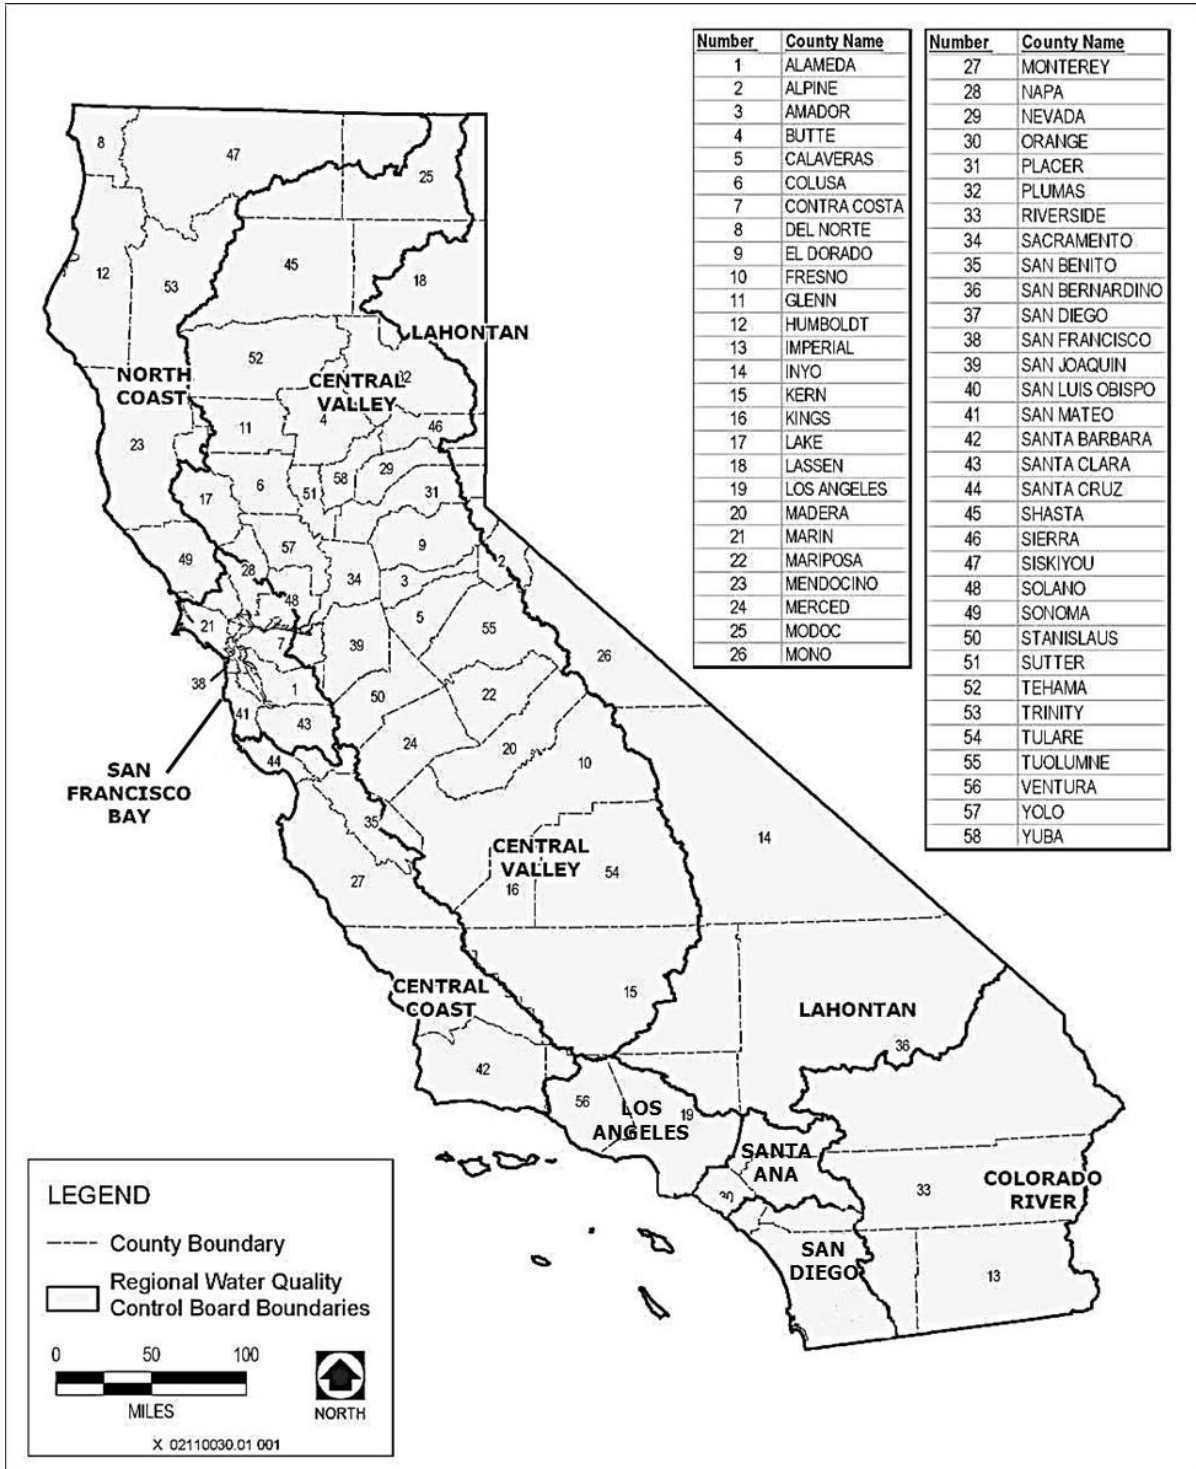 Number County Name
1 ALAMEDA
2 ALPINE
3 AMADOR
4 BUTTE
5 CALAVERAS
6 COLUSA
7 CONTRA COSTA
8 DEL NORTE
9 EL DORADO
10 FRESNO
11 GLENN
12 HUMBOLDT
13 IMPERIAL
14 INYO
15 KERN
16 KINGS
17 LAKE
18 LASSEN
19 LOS ANGELES
20 MADERA
21 MARIN
22 MARIPOSA
23 MENDOCINO
24 MERCED
25 MODOC
26 MONO
Number County Name
27 MONTEREY
28 NAPA
29 NEVADA
30 ORANGE
31 PLACER
32 PLUMAS
33 RIVERSIDE
34 SACRAMENTO
35 SAN BENITO
36 SAN BERNARDINO
37 SAN DIEGO
38 SAN FRANCISCO
39 SAN JOAQUIN
40 SAN LUIS OBISPO
41 SAN MATEO
42 SANTA BARBARA
43 SANTA CLARA
44 SANTA CRUZ
45 SHASTA
46 SIERRA
47 SISKIYOU
48 SOLANO
49 SONOMA
50 STANISLAUS
51 SUTTER
52 TEHAMA
53 TRINITY
54 TULARE
55 TUOLUMNE
56 VENTURA
57 YOLO
58 YUBA
8
47
25
12
53
45
18
LAHONTAN
52
NORTH
COAST
CENTRAL
VALLEY
4
11
46
23
29
58
6
51
31
17
57
9
49
28
2
34
3
48
5
21
55
7
39
26
38
1
50
22
41
43
24
20
44
10
SAN
FRANCISCO
BAY
35
14
CENTRAL
VALLEY
27
16
54
CENTRAL
COAST
15
LAHONTAN
36
42
56
LOS
ANGELES
19
SANTA
ANA
30
33
COLORADO
RIVER
SAN
DIEGO
13
LEGEND
County Boundary
Regional Water Quality
Control Board Boundaries
0 50 100
MILES
NORTH
X 02110030.01 001